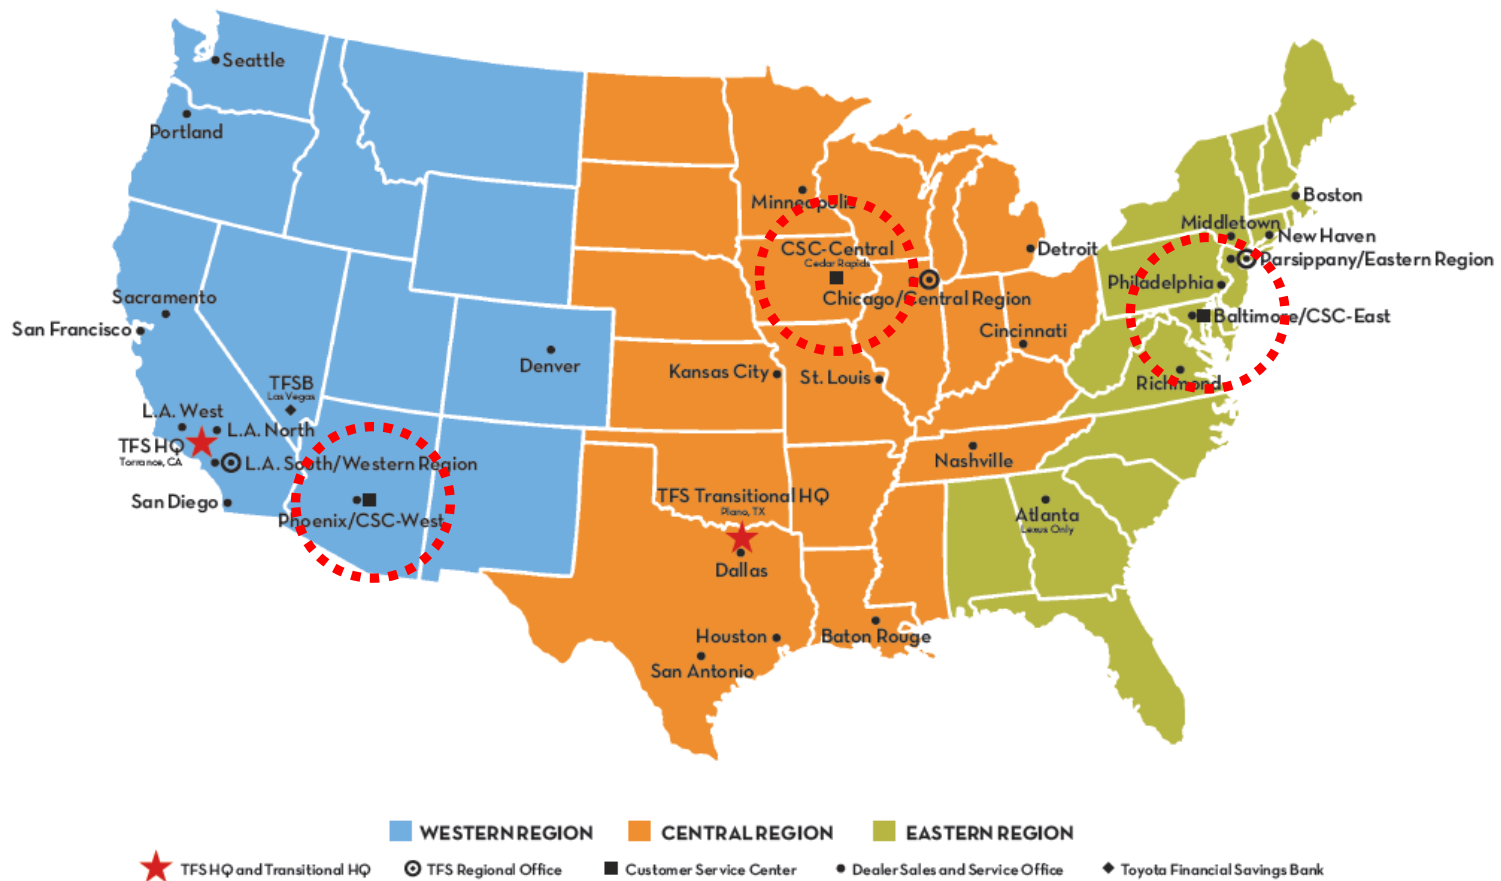 Seattle
Portland
Minneapolis
Boston
Middletown
New Haven
CSC-Central
Cedar Rapids
Detroit
Parsippany/Eastern Region
Philadelphia
Sacramento
Chicago/Central Region
San Francisco
Baltimore/CSC-East
Cincinnati
Denver
Kansas City
St. Louis
Richmond
TFSB
Las Vegas
L.A. West
L.A. North
TFS HQ
Torrance, CA
L.A. South/Western Region
Nashville
San Diego
TFS Transitional HQ
Plano, TX
Phoenix/CSC-West
Atlanta
Lexus Only
Dallas
Houston
Baton Rouge
San Antonio
WESTERN REGION
CENTRAL REGION
EASTERN REGION
TFS HQ and Transitional HQ
TFS Regional Office
Customer Service Center
Dealer Sales and Service Office
Toyota Financial Savings Bank